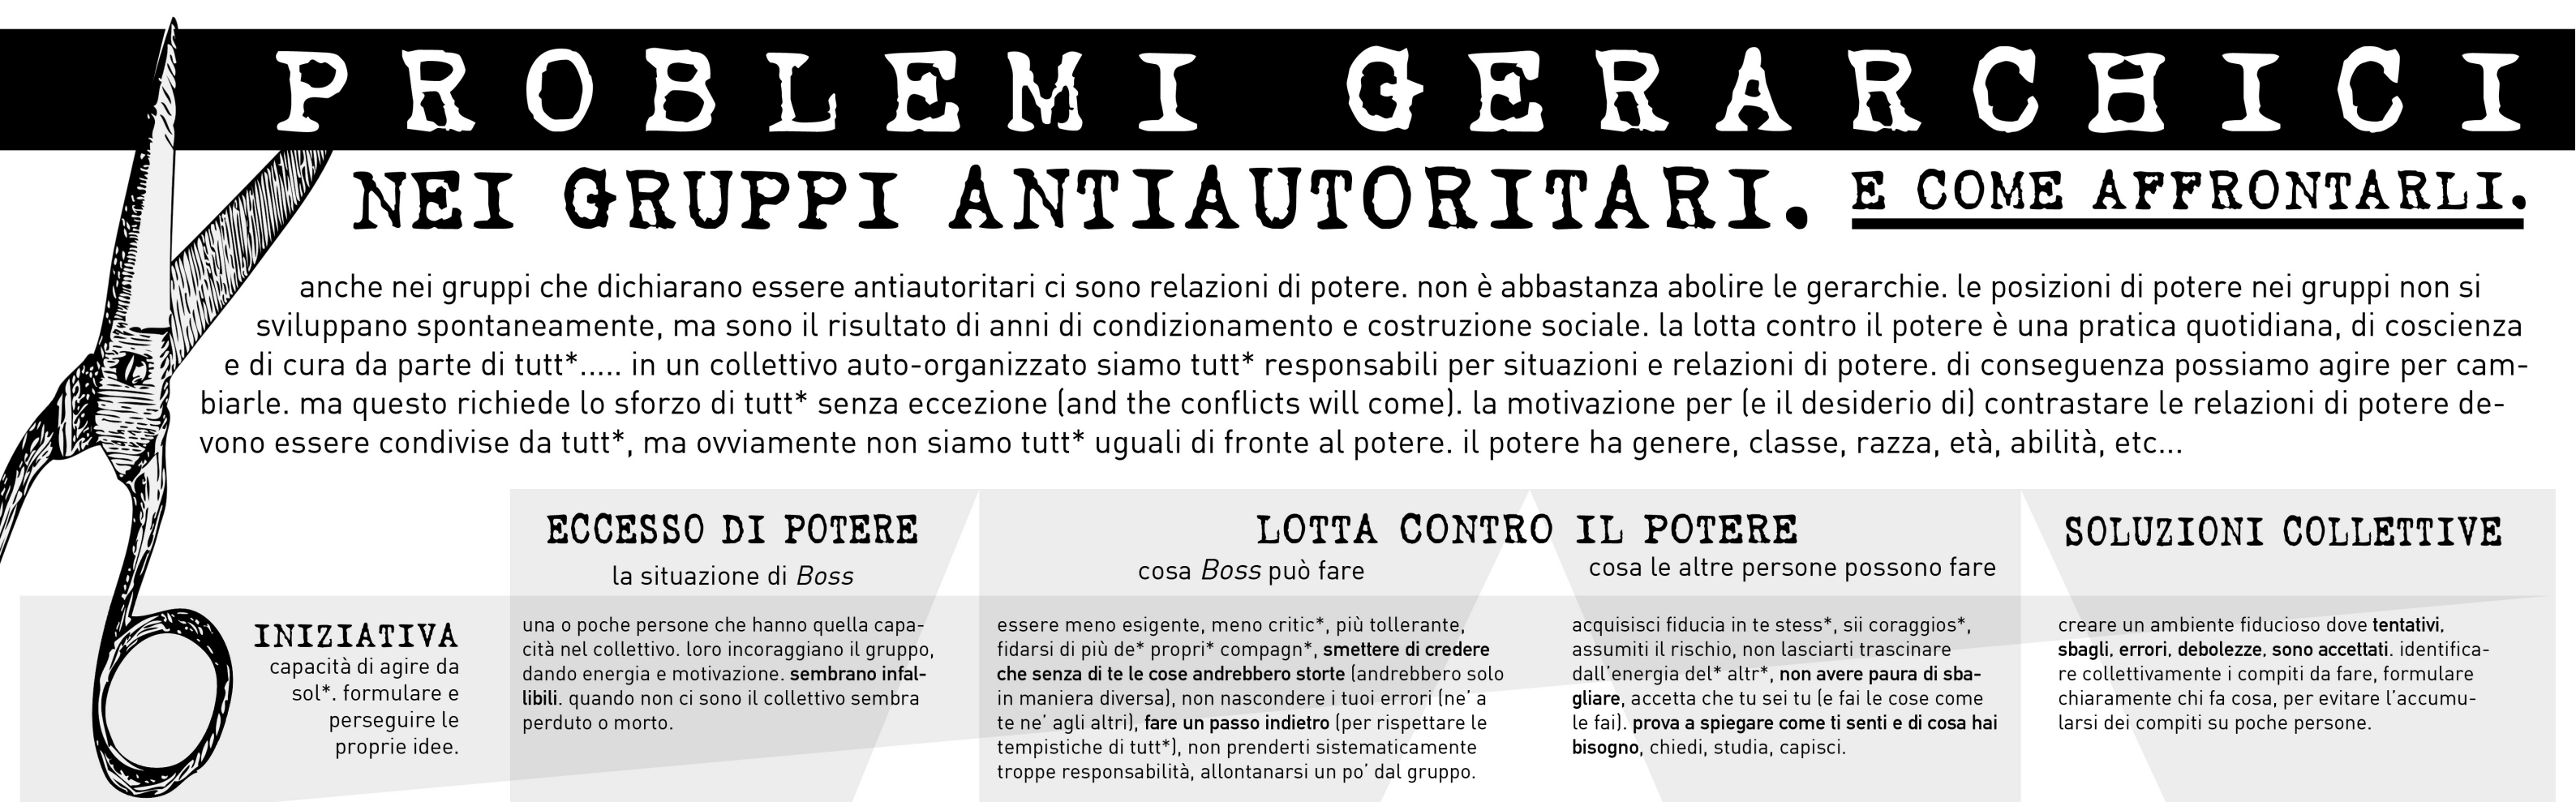 PROBLEMI GERARCHICI
NEI GRUPPI ANTIAUTORITARI. E COME AFFRONTARLI.
anche nei gruppi che dichiarano essere antiautoritari ci sono relazioni di potere. non è abbastanza abolire le gerarchie. le posizioni di potere nei gruppi non si
sviluppano spontaneamente, ma sono il risultato di anni di condizionamento e costruzione sociale. la lotta contro il potere è una pratica quotidiana, di coscienza
e di cura da parte di tutt*..... in un collettivo auto-organizzato siamo tutt* responsabili per situazioni e relazioni di potere. di conseguenza possiamo agire per cam-
biarle. ma questo richiede lo sforzo di tutt* senza eccezione (and the conflicts will come). la motivazione per (e il desiderio di) contrastare le relazioni di potere de-
vono essere condivise da tutt*, ma ovviamente non siamo tutt* uguali di fronte al potere. il potere ha genere, classe, razza, età, abilità, etc...
ECCESSO DI POTERE
la situazione di Boss
LOTTA CONTRO IL POTERE
cosa Boss può fare
cosa le altre persone possono fare
SOLUZIONI COLLETTIVE
INIZIATIVA
capacità di agire da
sol*. formulare e
perseguire le
proprie idee.
una o poche persone che hanno quella capa-
cità nel collettivo. loro incoraggiano il gruppo,
dando energia e motivazione. sembrano infal-
libili. quando non ci sono il collettivo sembra
perduto o morto.
essere meno esigente, meno critic*, più tollerante,
fidarsi di più de* propri* compagn*, smettere di credere
che senza di te le cose andrebbero storte (andrebbero solo
in maniera diversa), non nascondere i tuoi errori (ne' a
te ne' agli altri), fare un passo indietro (per rispettare le
tempistiche di tutt*), non prenderti sistematicamente
troppe responsabilità, allontanarsi un po' dal gruppo.
acquisisci fiducia in te stess*, sii coraggios*,
assumiti il rischio, non lasciarti trascinare
dall'energia del* altr*, non avere paura di sba-
gliare, accetta che tu sei tu (e fai le cose come
le fai). prova a spiegare come ti senti e di cosa hai
bisogno, chiedi, studia, capisci.
creare un ambiente fiducioso dove tentativi,
sbagli, errori, debolezze, sono accettati. identifica-
re collettivamente i compiti da fare, formulare
chiaramente chi fa cosa, per evitare l'accumu-
larsi dei compiti su poche persone.